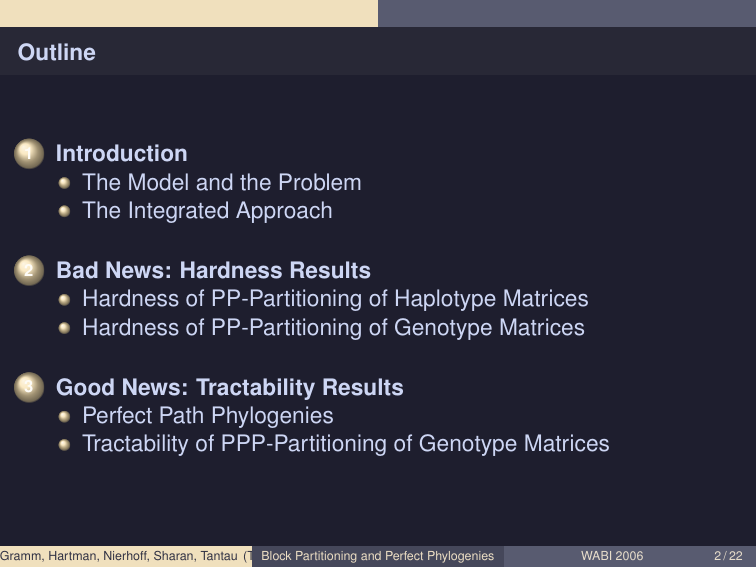 Outline
1 Introduction
The Model and the Problem
The Integrated Approach
2 Bad News: Hardness Results
Hardness of PP-Partitioning of Haplotype Matrices
Hardness of PP-Partitioning of Genotype Matrices
3 Good News: Tractability Results
Perfect Path Phylogenies
Tractability of PPP-Partitioning of Genotype Matrices
Gramm, Hartman, Nierhoff, Sharan, Tantau (T Block Partitioning and Perfect Phylogenies WABI 2006 2 / 22